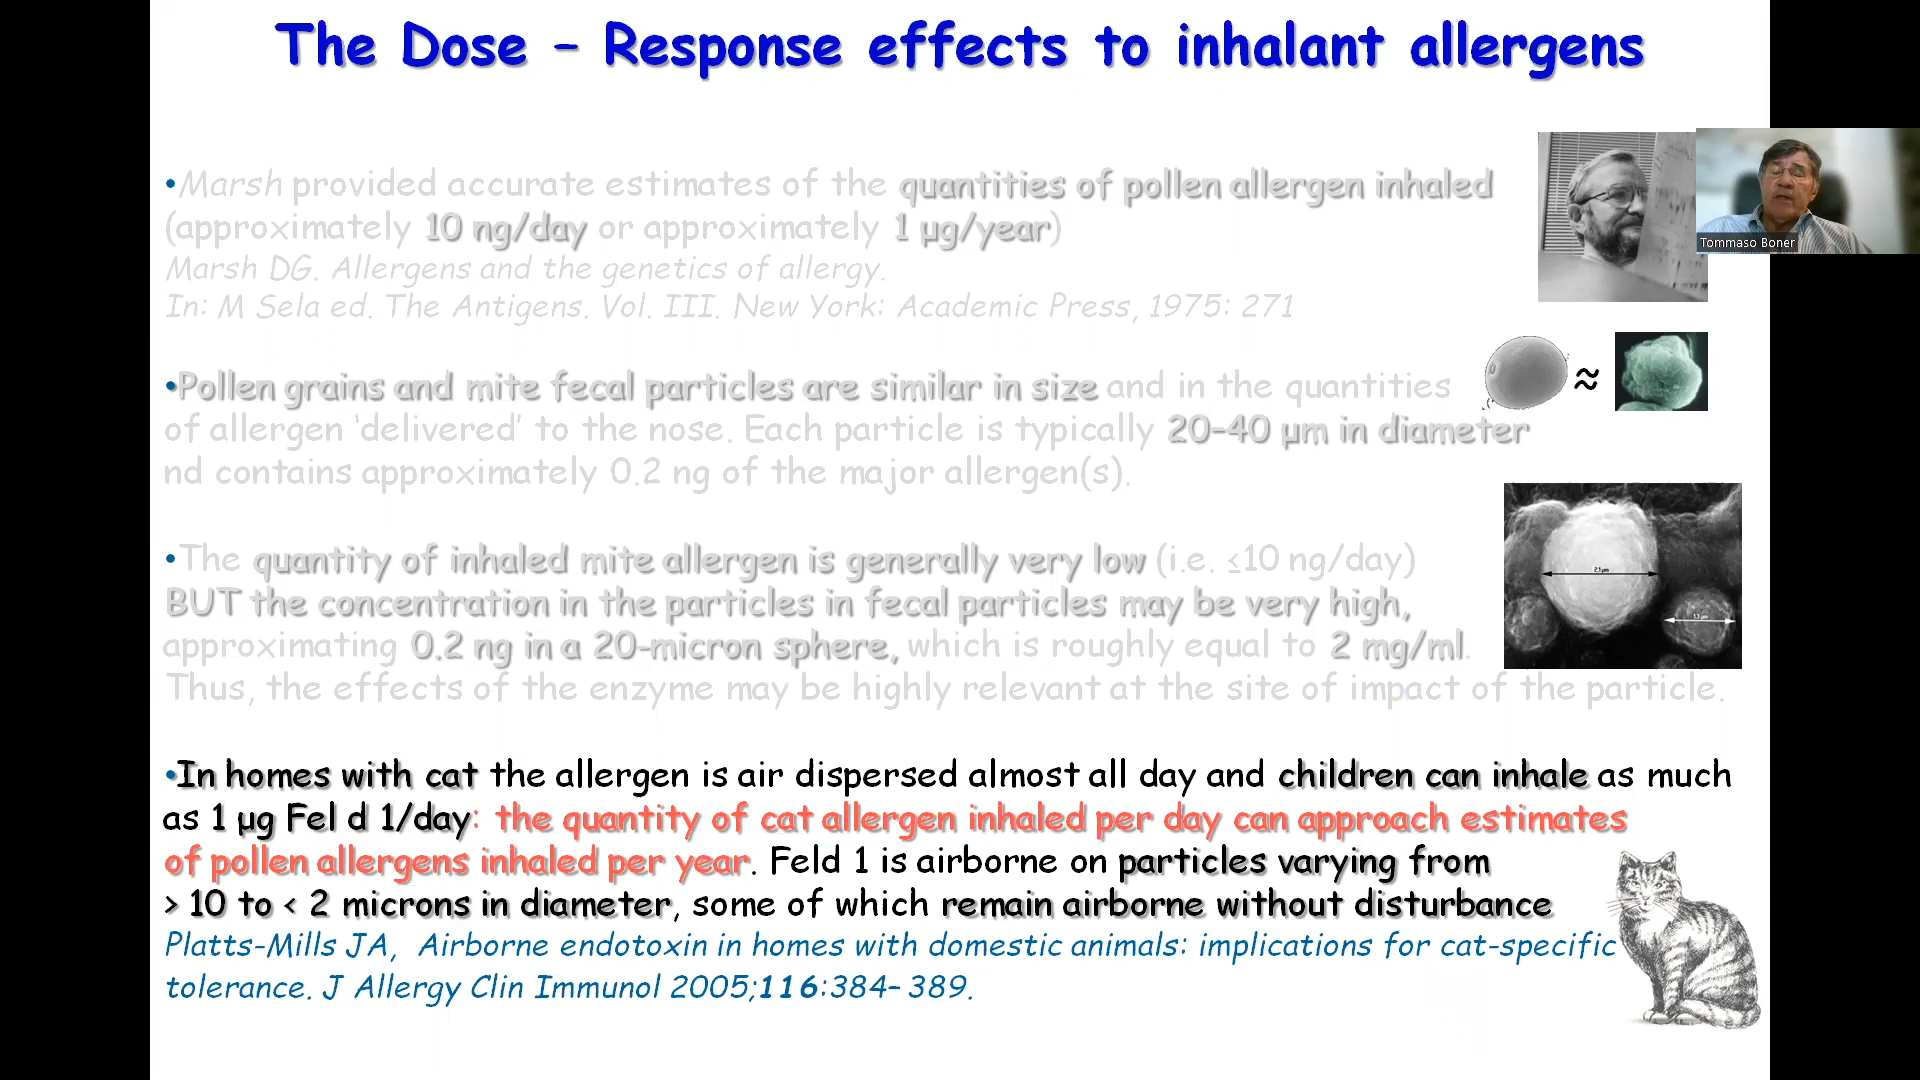 The Dose – Response effects to inhalant allergens
•Marsh provided accurate estimates of the quantities of pollen allergen inhaled
(approximately 10 ng/day or approximately 1 µg/year)
Marsh DG. Allergens and the genetics of allergy.
In: M Sela ed. The Antigens. Vol. III. New York: Academic Press, 1975: 271
Tommaso Boner
•Pollen grains and mite fecal particles are similar in size and in the quantities
of allergen ‘delivered’ to the nose. Each particle is typically 20–40 µm in diameter
nd contains approximately 0.2 ng of the major allergen(s).
≈
•The quantity of inhaled mite allergen is generally very low (i.e. ≤10 ng/day)
BUT the concentration in the particles in fecal particles may be very high,
approximating 0.2 ng in a 20-micron sphere, which is roughly equal to 2 mg/ml.
Thus, the effects of the enzyme may be highly relevant at the site of impact of the particle.
•In homes with cat the allergen is air dispersed almost all day and children can inhale as much
as 1 µg Fel d 1/day: the quantity of cat allergen inhaled per day can approach estimates
of pollen allergens inhaled per year. Feld 1 is airborne on particles varying from
> 10 to < 2 microns in diameter, some of which remain airborne without disturbance
Platts-Mills JA, Airborne endotoxin in homes with domestic animals: implications for cat-specific
tolerance. J Allergy Clin Immunol 2005;116:384–389.